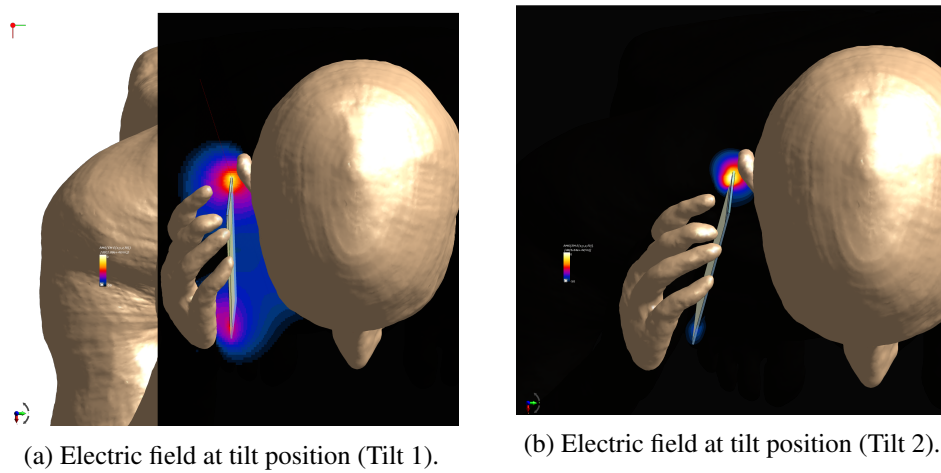 (a) Electric field at tilt position (Tilt 1).
(b) Electric field at tilt position (Tilt 2).